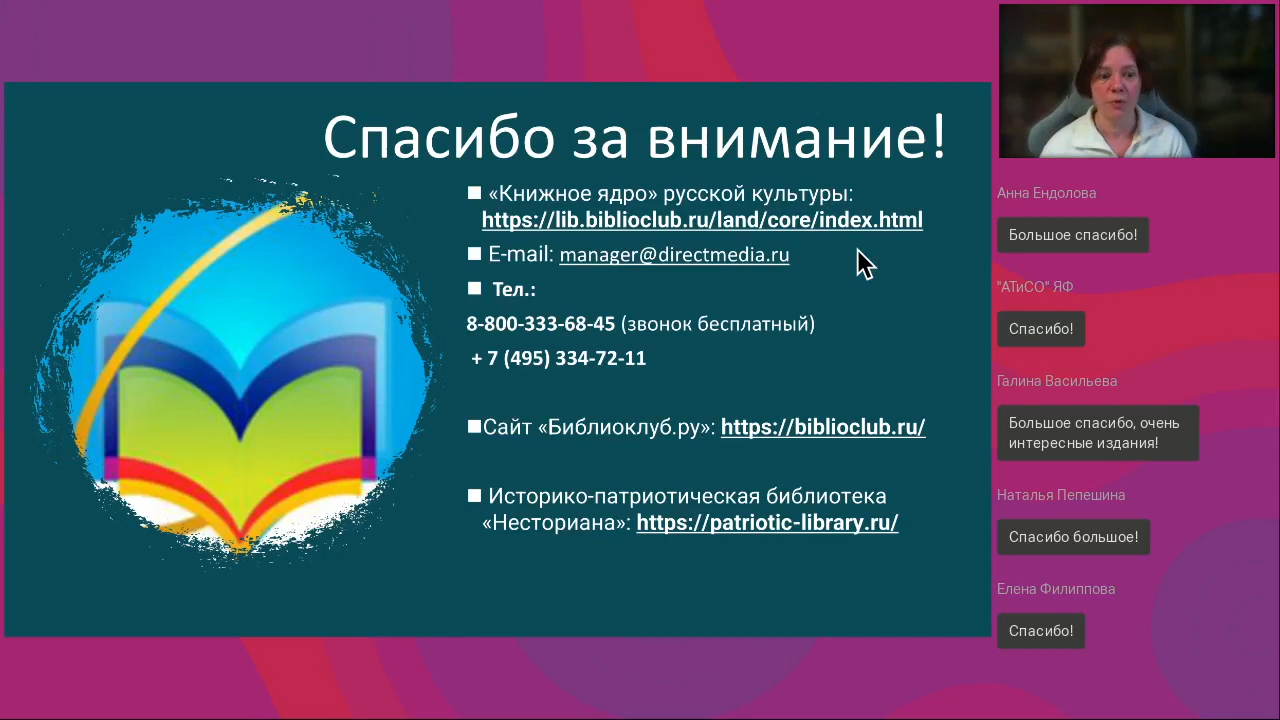 Спасибо за внимание!
«Книжное ядро» русской культуры:
https://lib.biblioclub.ru/land/core/index.html
E-mail: manager@directmedia.ru
Тел.:
8-800-333-68-45 (звонок бесплатный)
+ 7 (495) 334-72-11
Сайт «Библиоклуб.ру»: https://biblioclub.ru/
Историко-патриотическая библиотека
«Несториана»: https://patriotic-library.ru/
Анна Ендолова
Большое спасибо!
"АТиСО" ЯФ
Спасибо!
Галина Васильева
Большое спасибо, очень
интересные издания!
Наталья Пепешина
Спасибо большое!
Елена Филиппова
Спасибо!